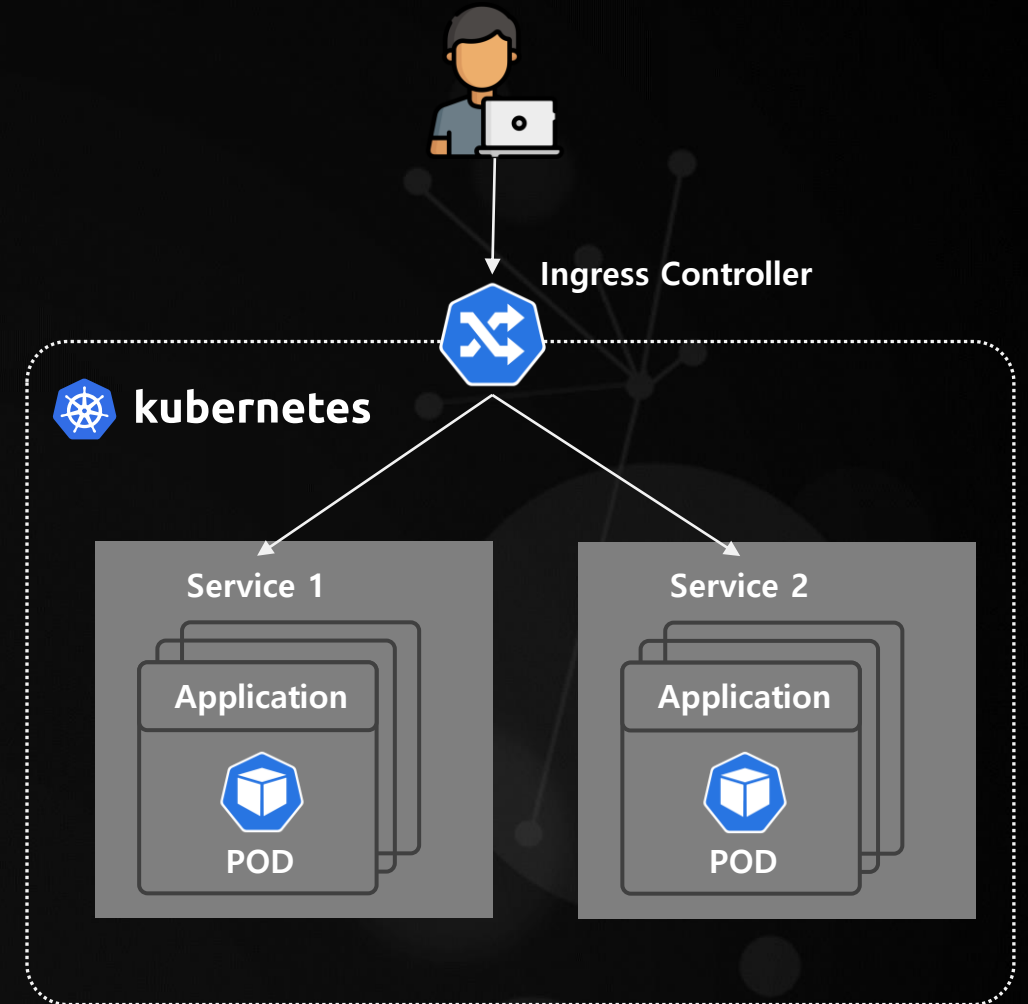 Ingress Controller
kubernetes
Service 1
Application
POD
Service 2
Application
POD